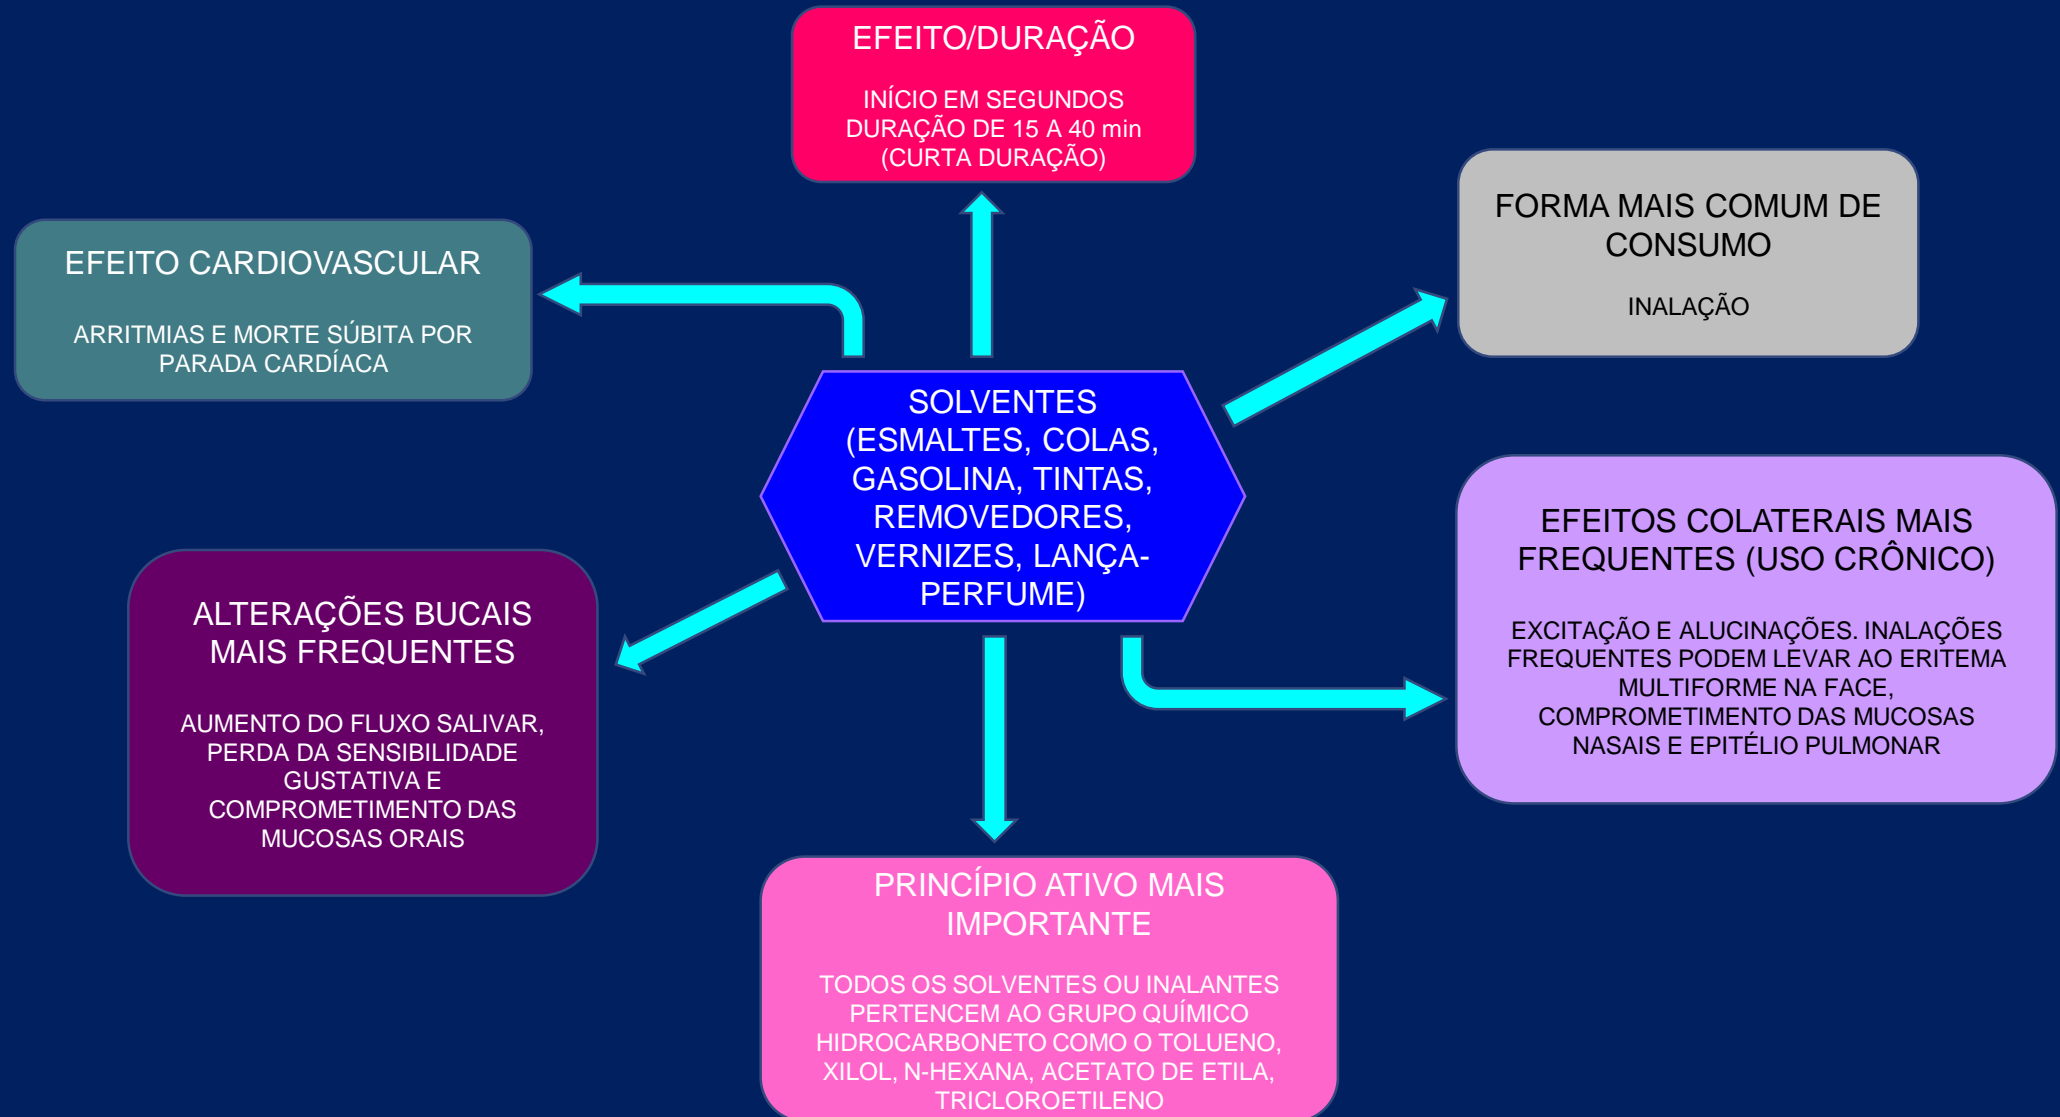 EFEITO/DURAÇÃO
INÍCIO EM SEGUNDOS
DURAÇÃO DE 15 A 40 min
(CURTA DURAÇÃO)
FORMA MAIS COMUM DE
CONSUMO
INALAÇÃO
EFEITO CARDIOVASCULAR
ARRITMIAS E MORTE SÚBITA POR
PARADA CARDÍACA
SOLVENTES
(ESMALTES, COLAS,
GASOLINA, TINTAS,
REMOVEDORES,
VERNIZES, LANÇA-
PERFUME)
EFEITOS COLATERAIS MAIS
FREQUENTES (USO CRÔNICO)
EXCITAÇÃO E ALUCINAÇÕES. INALAÇÕES
FREQUENTES PODEM LEVAR AO ERITEMA
MULTIFORME NA FACE,
COMPROMETIMENTO DAS MUCOSAS
NASAIS E EPITÉLIO PULMONAR
ALTERAÇÕES BUCAIS
MAIS FREQUENTES
AUMENTO DO FLUXO SALIVAR,
PERDA DA SENSIBILIDADE
GUSTATIVA E
COMPROMETIMENTO DAS
MUCOSAS ORAIS
PRINCÍPIO ATIVO MAIS
IMPORTANTE
TODOS OS SOLVENTES OU INALANTES
PERTENCEM AO GRUPO QUÍMICO
HIDROCARBONETO COMO O TOLUENO,
XILOL, N-HEXANA, ACETATO DE ETILA,
TRICLOROETILENO